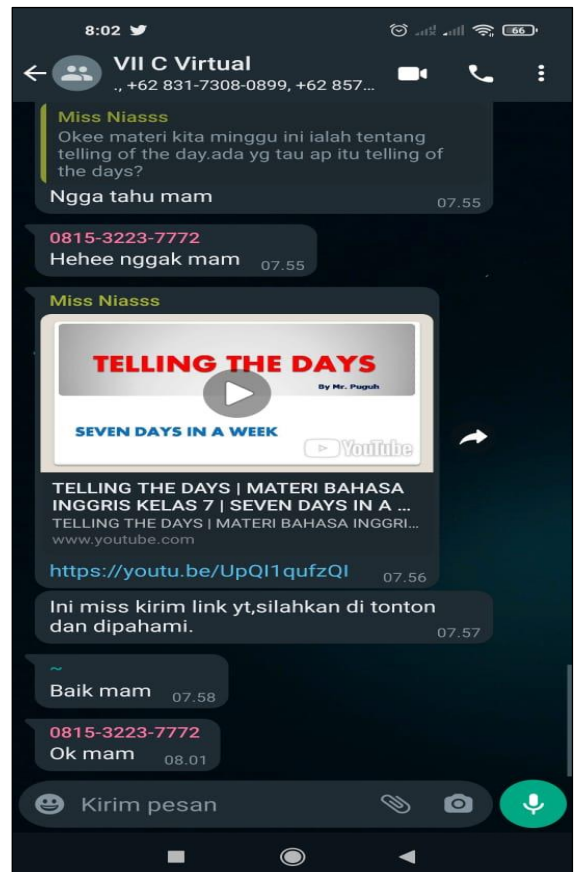 8:02
66
VII C Virtual
., +62 831-7308-0899, +62 857...
Miss Niasss
Okee materi kita minggu ini ialah tentang
telling of the day.ada yg tau ap itu telling of
the days?
Ngga tahu mam
07.55
0815-3223-7772
Hehee nggak mam 07.55
Miss Niasss
TELLING THE DAYS
By Mr. Puguh
SEVEN DAYS IN A WEEK
YouTube
TELLING THE DAYS | MATERI BAHASA
INGGRIS KELAS 7 | SEVEN DAYS IN A ...
TELLING THE DAYS | MATERI BAHASA INGGRI...
www.youtube.com
https://youtu.be/UpQI1qufzQI 07.56
Ini miss kirim link yt,silahkan di tonton
dan dipahami.
07.57
~
Baik mam 07.58
0815-3223-7772
Ok mam 08.01
Kirim pesan